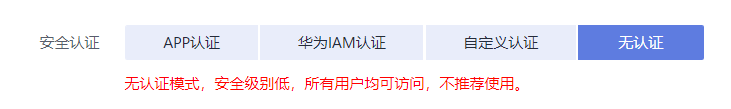 安全认证 APP认证 华为IAM认证 自定义认证 无认证
无认证模式，安全级别低，所有用户均可访问，不推荐使用。